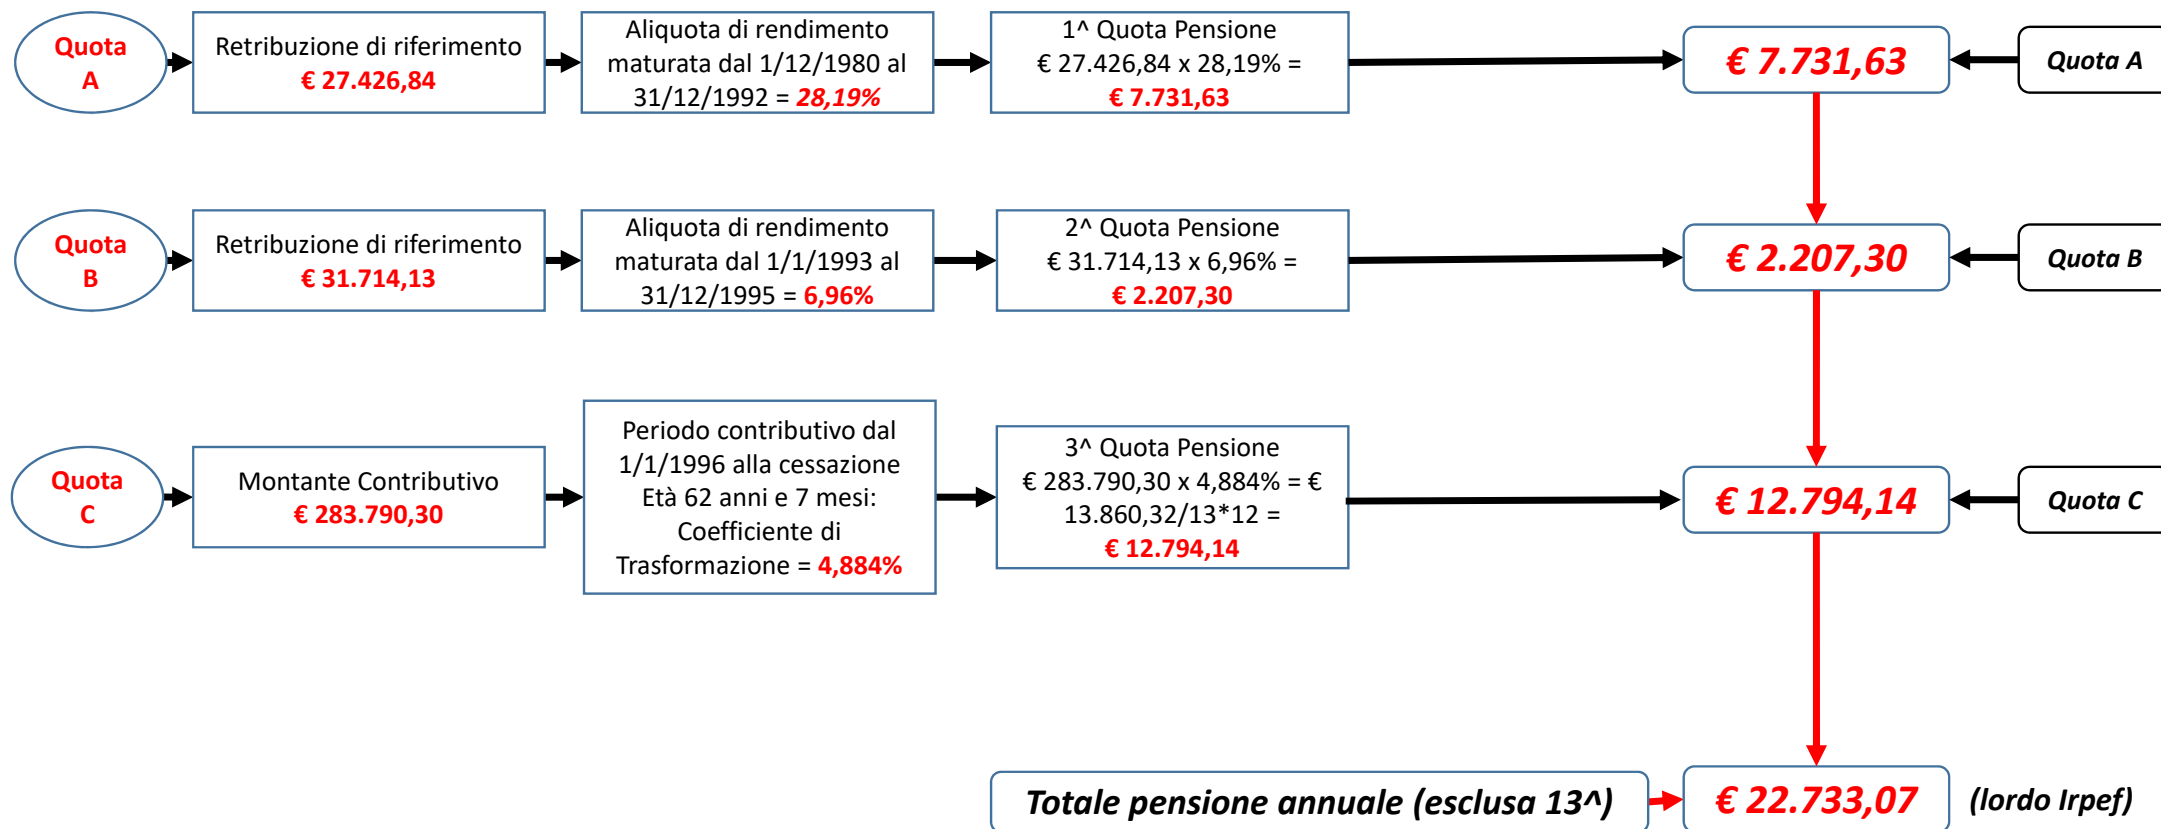 Quota
A
Retribuzione di riferimento
€ 27.426,84
Aliquota di rendimento
maturata dal 1/12/1980 al
31/12/1992 = 28,19%
1^ Quota Pensione
€ 27.426,84 x 28,19% =
€ 7.731,63
€ 7.731,63
Quota A
Quota
B
Retribuzione di riferimento
€ 31.714,13
Aliquota di rendimento
maturata dal 1/1/1993 al
31/12/1995 = 6,96%
2^ Quota Pensione
€ 31.714,13 x 6,96% =
€ 2.207,30
€ 2.207,30
Quota B
Quota
C
Montante Contributivo
€ 283.790,30
Periodo contributivo dal
1/1/1996 alla cessazione
Età 62 anni e 7 mesi:
Coefficiente di
Trasformazione = 4,884%
3^ Quota Pensione
€ 283.790,30 x 4,884% = €
13.860,32/13*12 =
€ 12.794,14
€ 12.794,14
Quota C
Totale pensione annuale (esclusa 13^)
€ 22.733,07
(lordo Irpef)